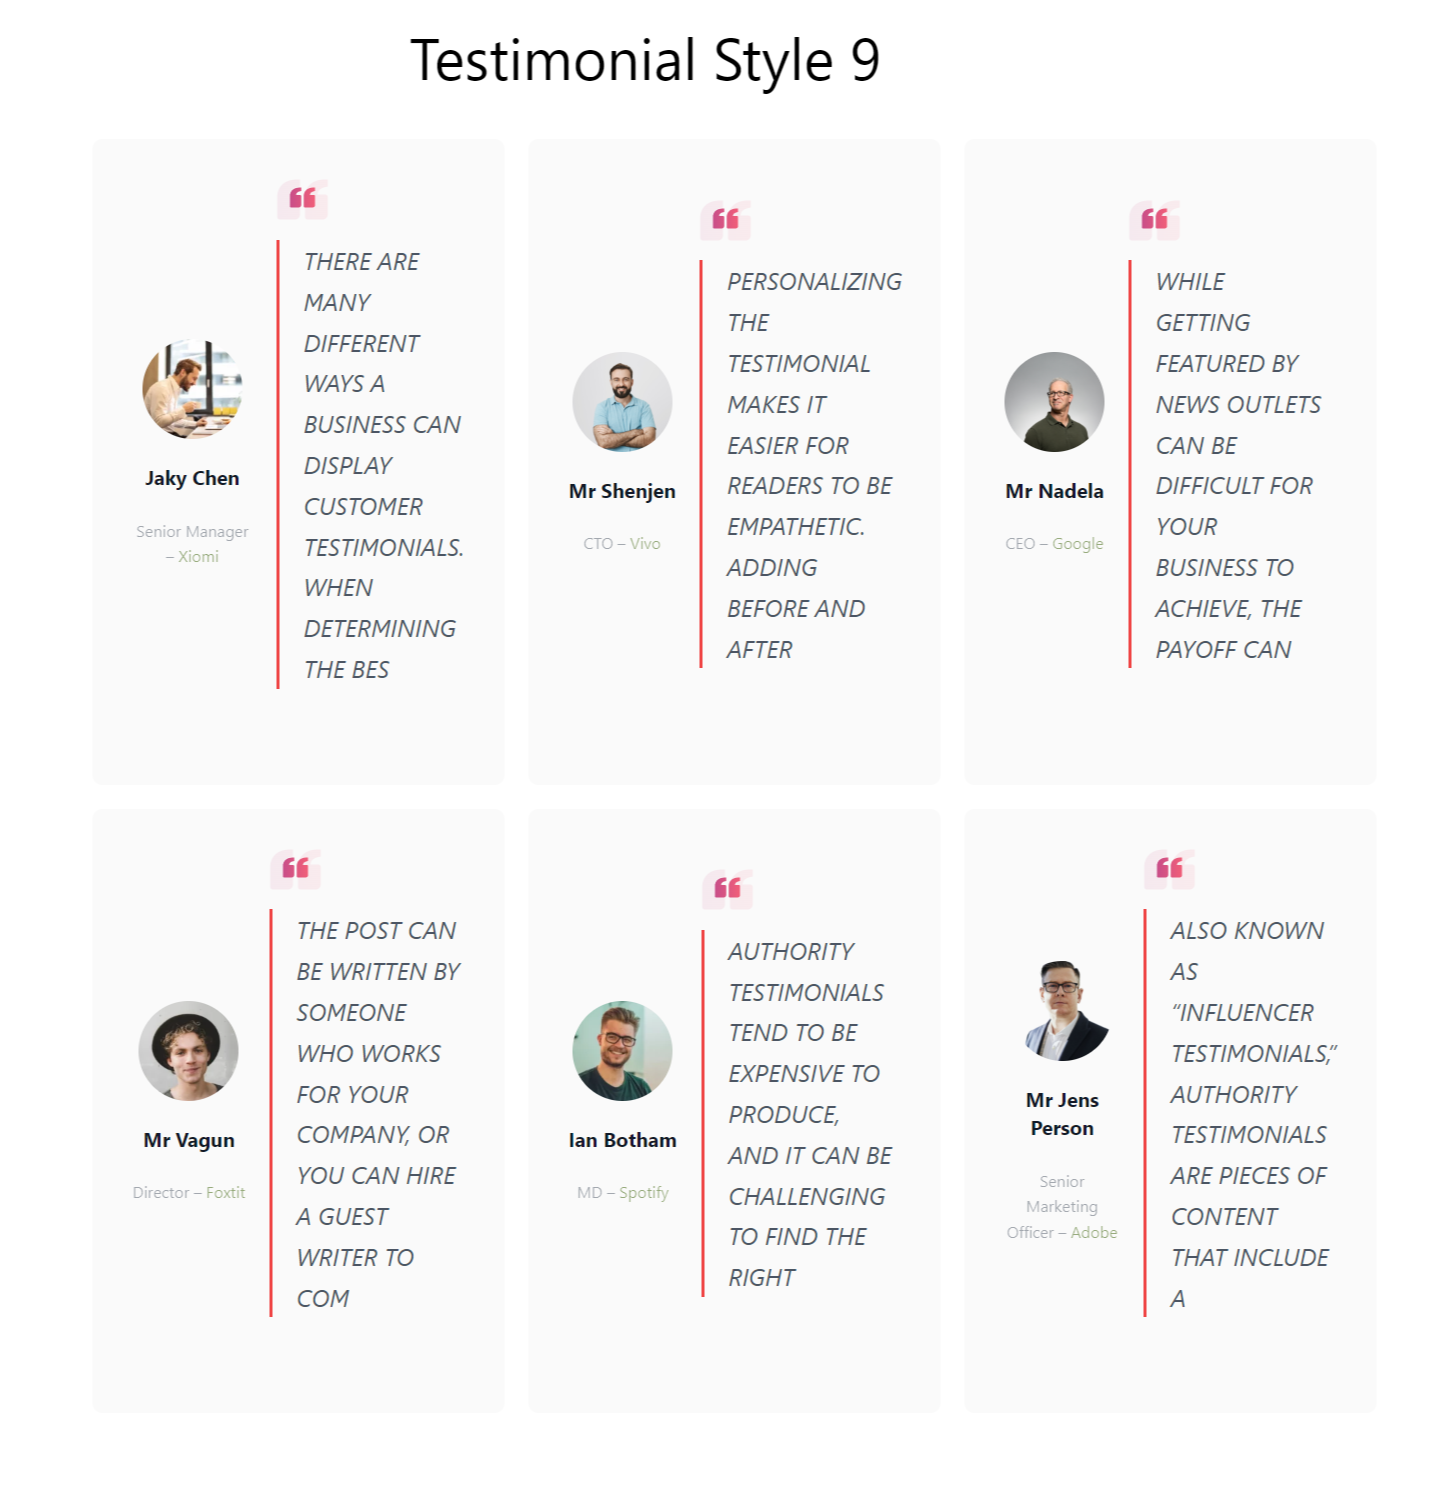 Testimonial Style 9
Jaky Chen
Senior Manager
– Xiomi
THERE ARE
MANY
DIFFERENT
WAYS A
BUSINESS CAN
DISPLAY
CUSTOMER
TESTIMONIALS.
WHEN
DETERMINING
THE BES
Mr Shenjen
CTO – Vivo
PERSONALIZING
THE
TESTIMONIAL
MAKES IT
EASIER FOR
READERS TO BE
EMPATHETIC.
ADDING
BEFORE AND
AFTER
Mr Nadela
CEO – Google
WHILE
GETTING
FEATURED BY
NEWS OUTLETS
CAN BE
DIFFICULT FOR
YOUR
BUSINESS TO
ACHIEVE, THE
PAYOFF CAN
Mr Vagun
Director – Foxtit
THE POST CAN
BE WRITTEN BY
SOMEONE
WHO WORKS
FOR YOUR
COMPANY, OR
YOU CAN HIRE
A GUEST
WRITER TO
COM
Ian Botham
MD – Spotify
AUTHORITY
TESTIMONIALS
TEND TO BE
EXPENSIVE TO
PRODUCE,
AND IT CAN BE
CHALLENGING
TO FIND THE
RIGHT
Mr Jens
Person
Senior
Marketing
Officer – Adobe
ALSO KNOWN
AS
“INFLUENCER
TESTIMONIALS,”
AUTHORITY
TESTIMONIALS
ARE PIECES OF
CONTENT
THAT INCLUDE
A